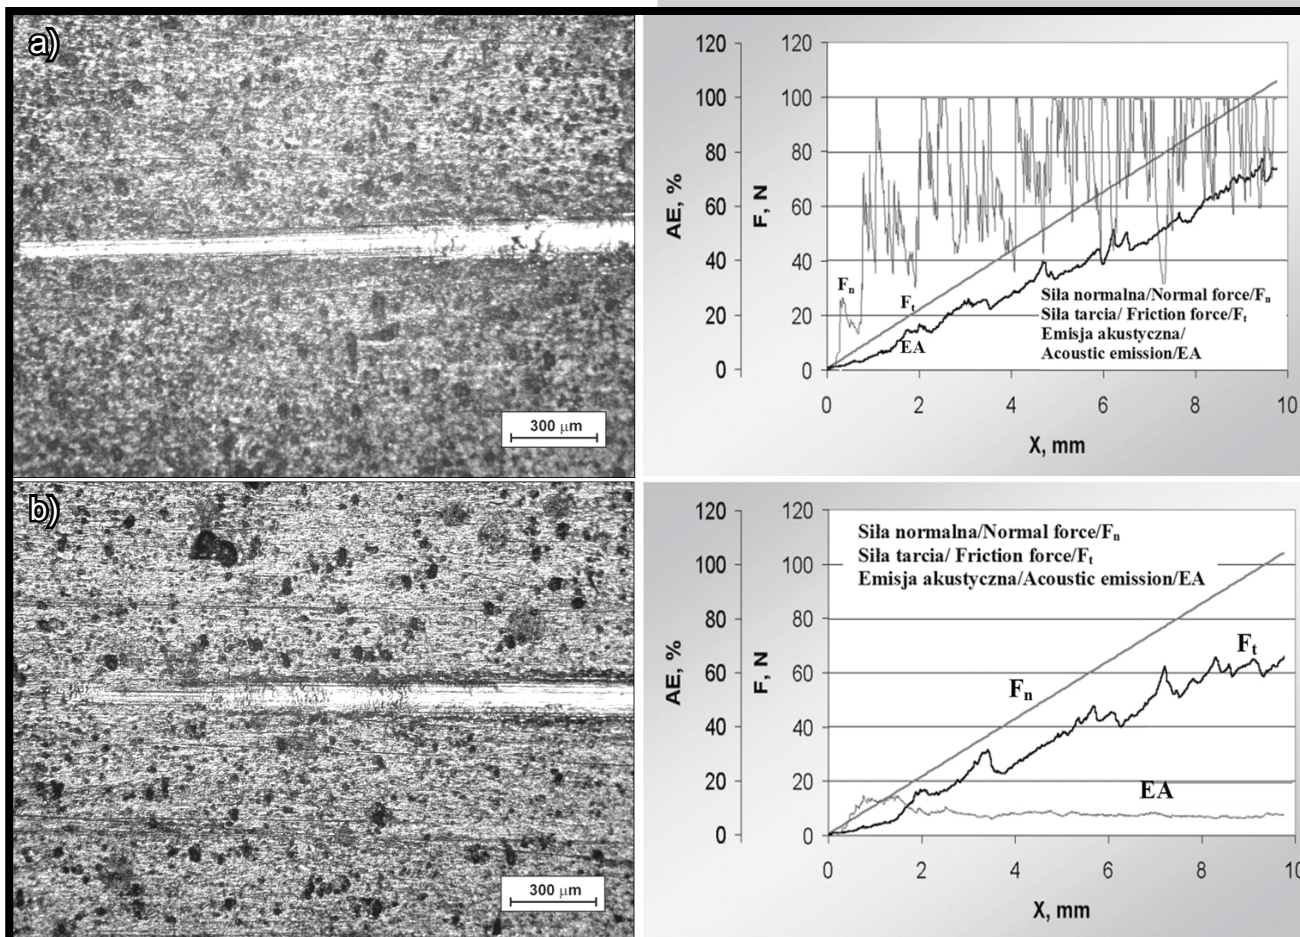 a)
300 μm
120
100
80
60
40
20
0
AE, %
120
100
80
60
40
20
0
F, N
Fn
Ft
EA
Siła normalna/Normal force/Fn
Siła tarcia/ Friction force/Ft
Emisja akustyczna/
Acoustic emission/EA
0 2 4 6 8 10
X, mm
b)
300 μm
120
100
80
60
40
20
0
AE, %
120
100
80
60
40
20
0
F, N
Siła normalna/Normal force/Fn
Siła tarcia/ Friction force/Ft
Emisja akustyczna/Acoustic emission/EA
Ft
Fn
EA
0 2 4 6 8 10
X, mm